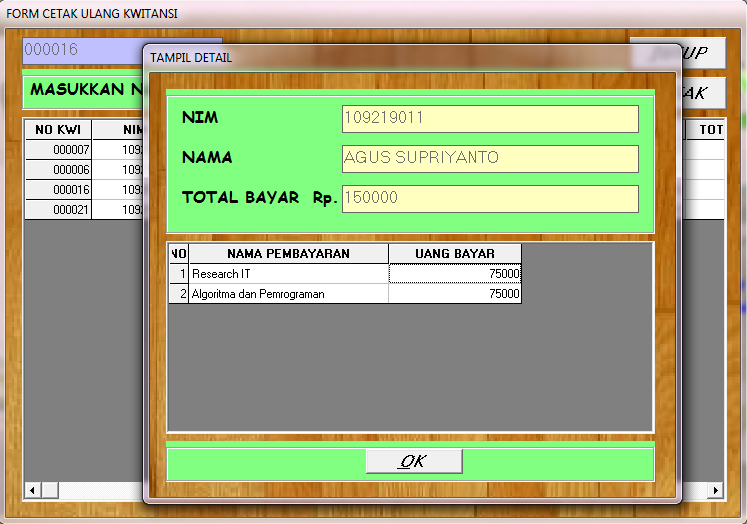 FORM CETAK ULANG KWITANSI
000016
UP
MASUKKAN N
AK
NO KWI NIM TOT
000007 109
000006 109
000016 109
000021 109
TAMPIL DETAIL
NIM 109219011
NAMA AGUS SUPRIYANTO
TOTAL BAYAR Rp. 150000
NO NAMA PEMBAYARAN UANG BAYAR
1 Research IT 75000
2 Algoritma dan Pemrograman 75000
OK